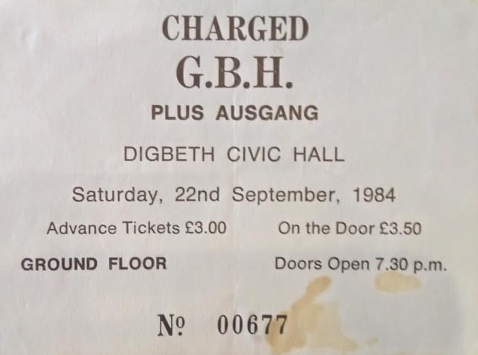 CHARGED
G.B.H.
PLUS AUSGANG
DIGBETH CIVIC HALL
Saturday, 22nd September, 1984
Advance Tickets £3.00 On the Door £3.50
GROUND FLOOR Doors Open 7.30 p.m.
Nº 00677